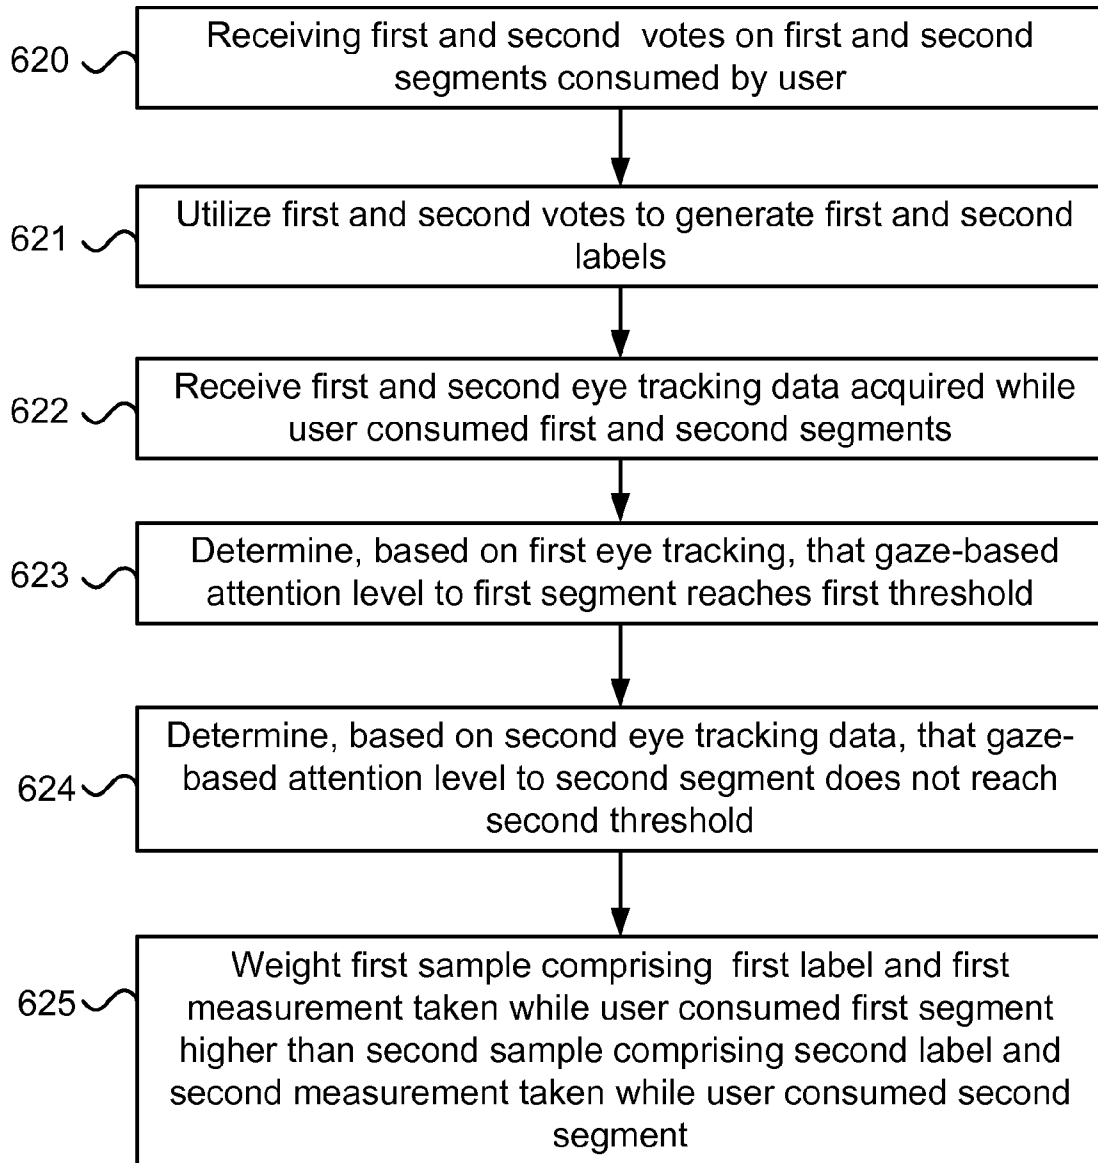 620
Receiving first and second votes on first and second
segments consumed by user
621
Utilize first and second votes to generate first and second
labels
622
Receive first and second eye tracking data acquired while
user consumed first and second segments
623
Determine, based on first eye tracking, that gaze-based
attention level to first segment reaches first threshold
624
Determine, based on second eye tracking data, that gaze-
based attention level to second segment does not reach
second threshold
625
Weight first sample comprising first label and first
measurement taken while user consumed first segment
higher than second sample comprising second label and
second measurement taken while user consumed second
segment